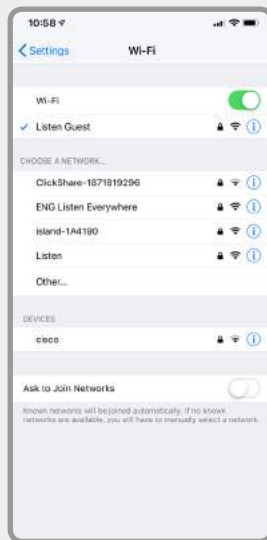 10:58
Settings
Wi-Fi
Wi-Fi
Listen Guest
CHOOSE A NETWORK...
ClickShare-1871819296
ENG Listen Everywhere
island-1A4190
Listen
Other...
DEVICES
cisco
Ask to Join Networks
Known networks will be joined automatically. If no known
networks are available, you will have to manually select a network.